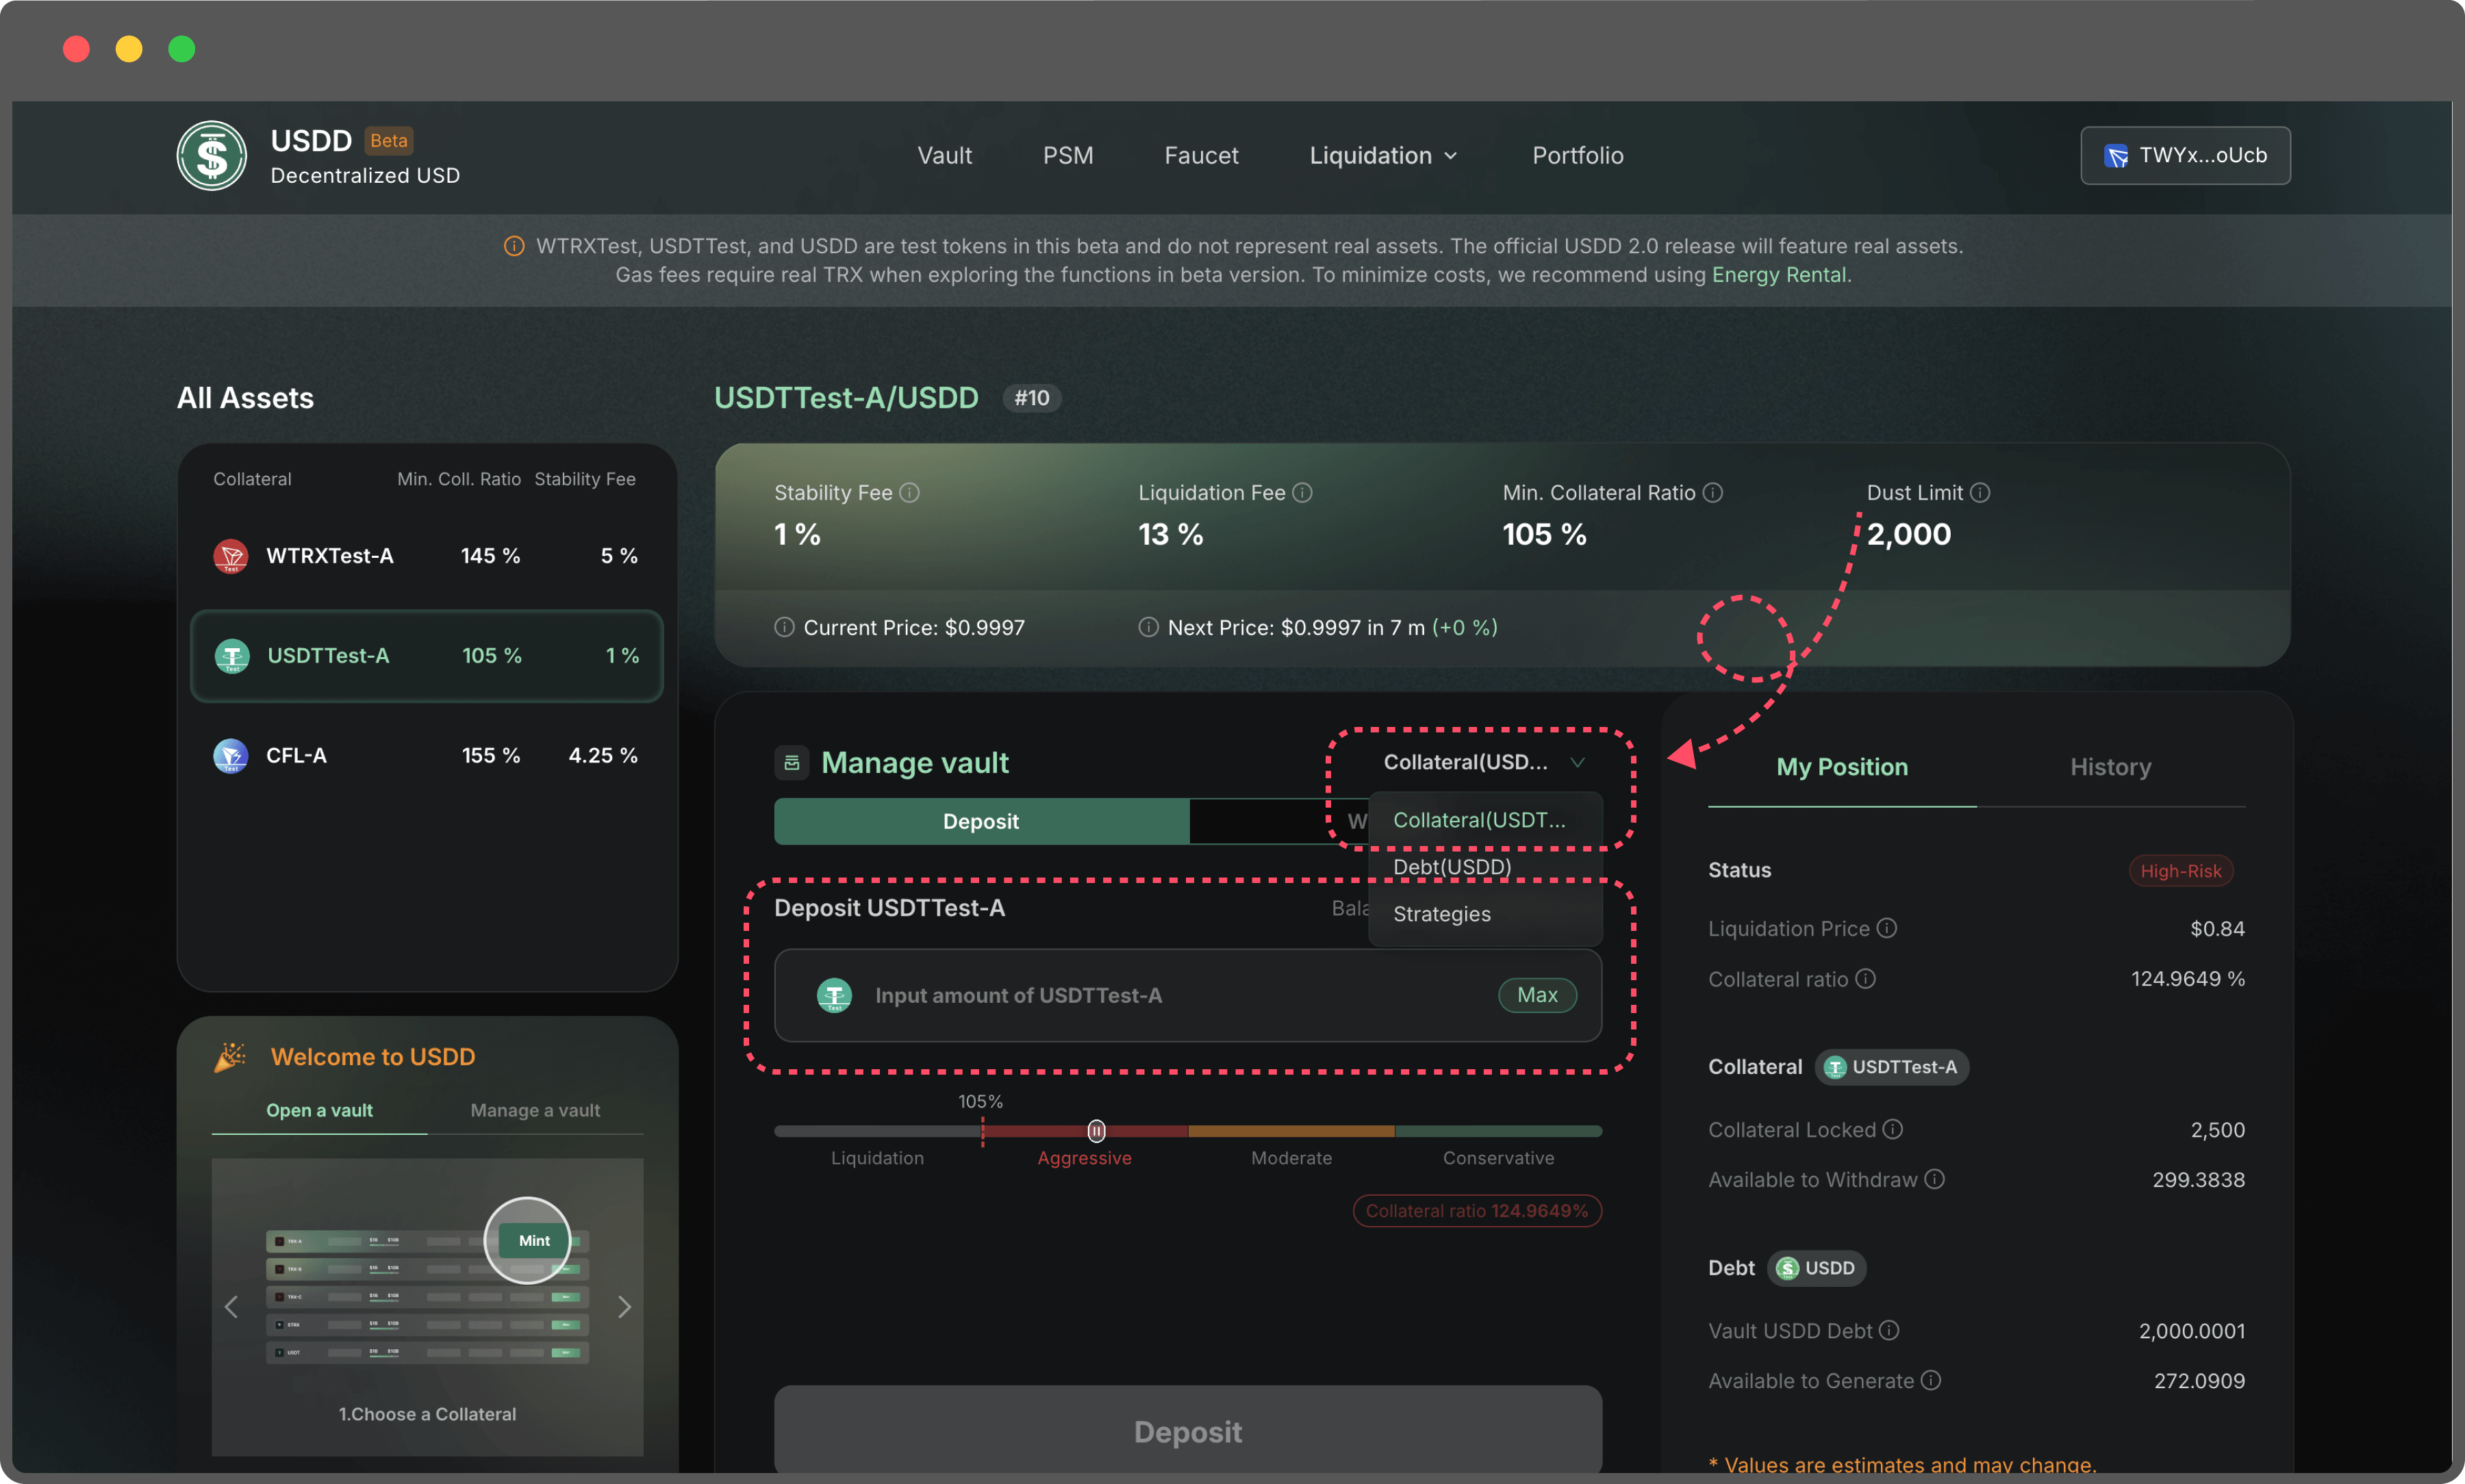 USDD Beta
Decentralized USD
Vault
PSM
Faucet
Liquidation
Portfolio
TWYx...oUcb
WTRXTest, USDTTest, and USDD are test tokens in this beta and do not represent real assets. The official USDD 2.0 release will feature real assets.
Gas fees require real TRX when exploring the functions in beta version. To minimize costs, we recommend using Energy Rental.
All Assets
Collateral Min. Coll. Ratio Stability Fee
WTRXTest-A 145 % 5 %
USDTTest-A 105 % 1 %
CFL-A 155 % 4.25 %
Welcome to USDD
Open a vault Manage a vault
Mint
1.Choose a Collateral
USDTTest-A/USDD #10
Stability Fee Liquidation Fee Min. Collateral Ratio Dust Limit
1 % 13 % 105 % 2,000
Current Price: $0.9997 Next Price: $0.9997 in 7 m (+0 %)
Manage vault
Collateral(USD...
Deposit W
Collateral(USDT...
Debt(USDD)
Strategies
Deposit USDTTest-A Bala
Input amount of USDTTest-A Max
105%
Liquidation Aggressive Moderate Conservative
Collateral ratio 124.9649%
Deposit
My Position History
Status High-Risk
Liquidation Price $0.84
Collateral ratio 124.9649 %
Collateral USDTTest-A
Collateral Locked 2,500
Available to Withdraw 299.3838
Debt USDD
Vault USDD Debt 2,000.0001
Available to Generate 272.0909
* Values are estimates and may change.